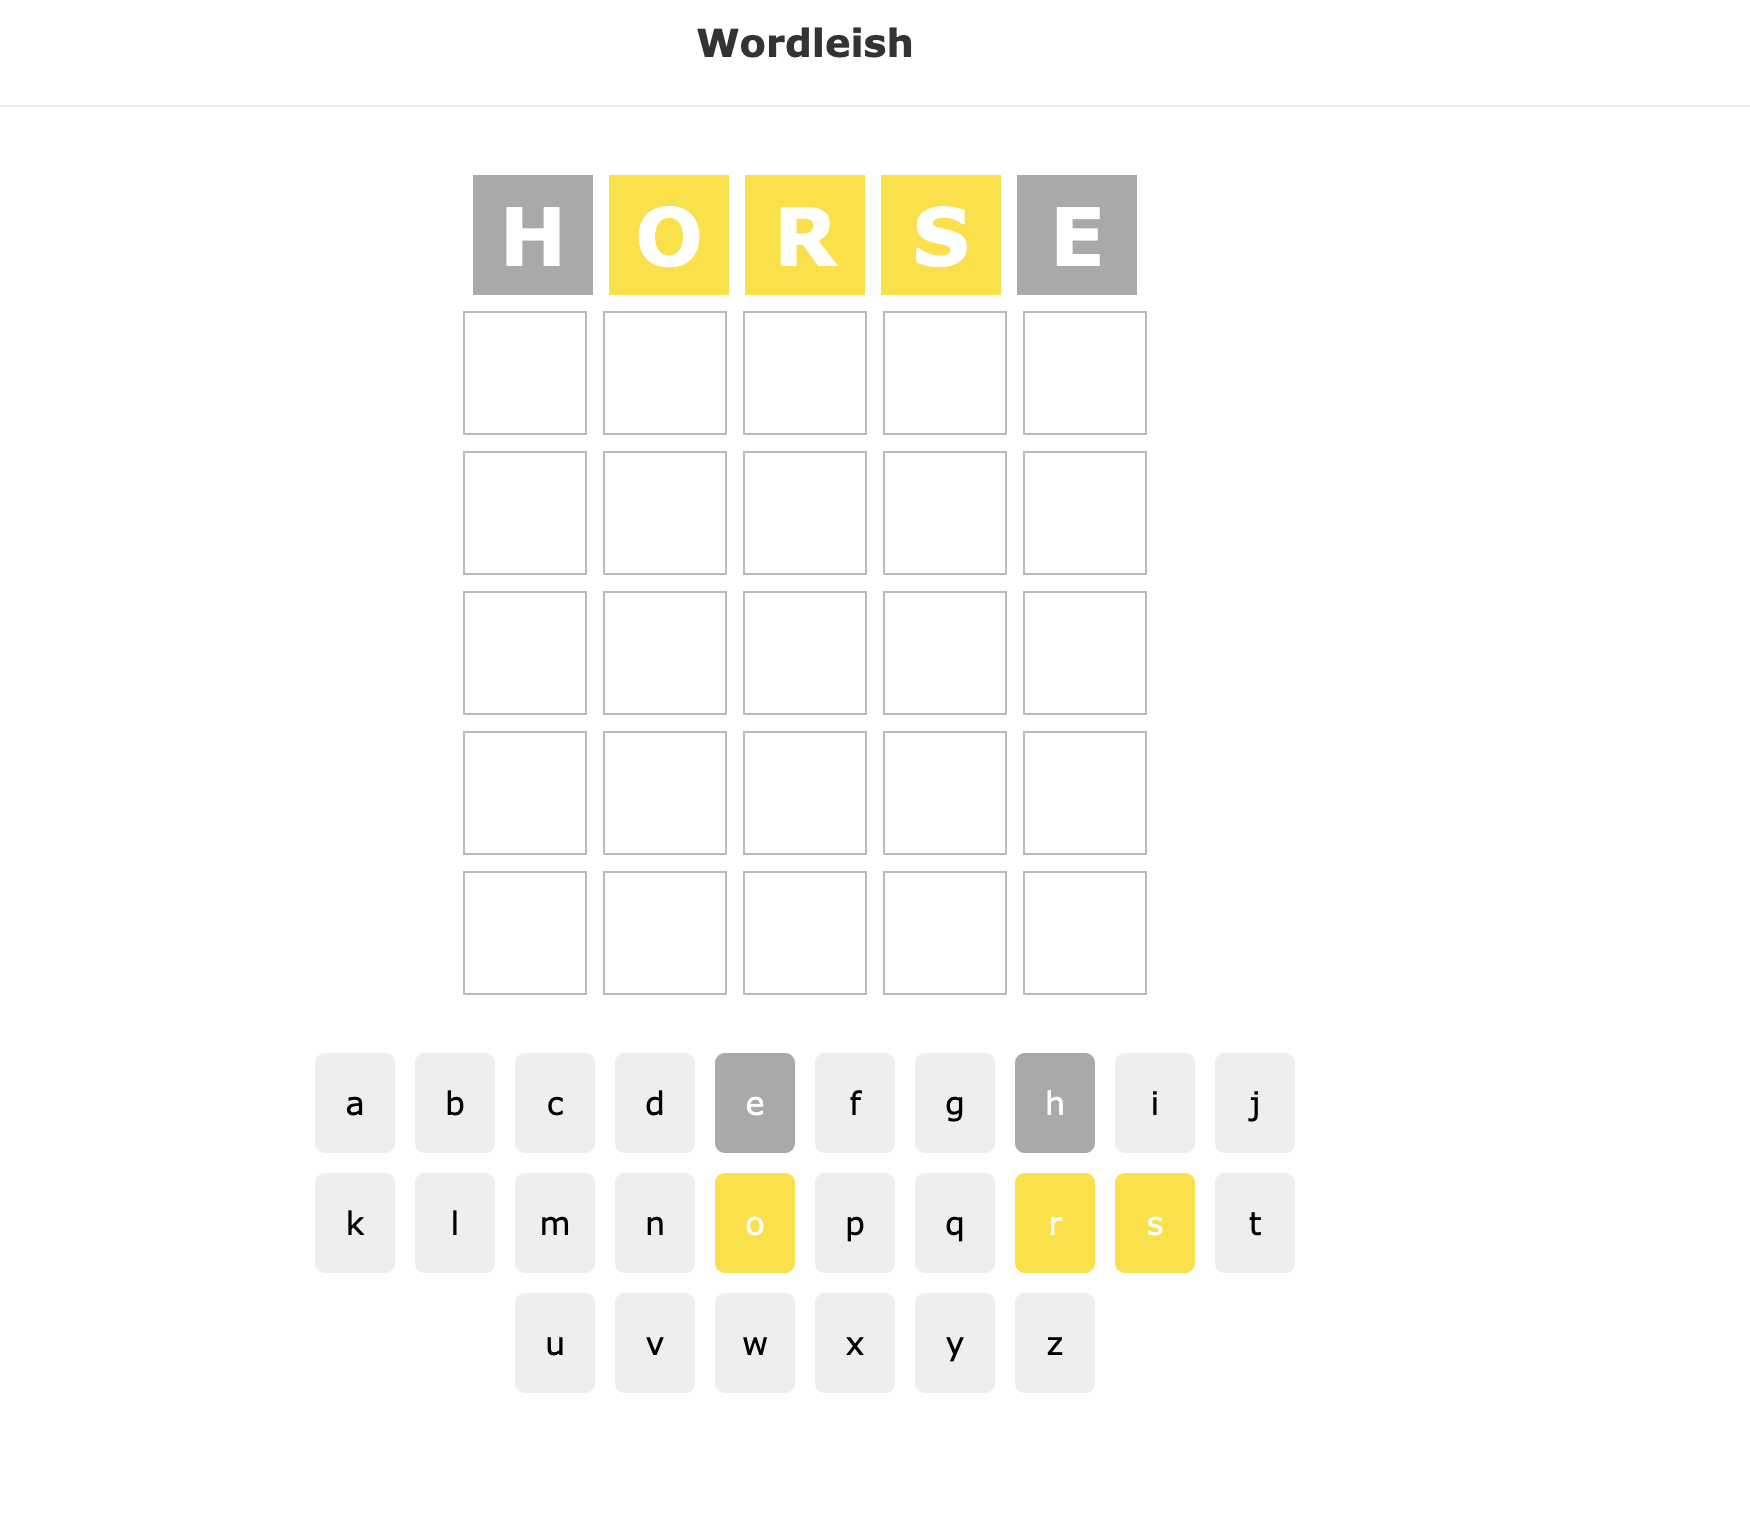 Wordleish
H O R S E
a b c d e f g h i j
k l m n o p q r s t
u v w x y z